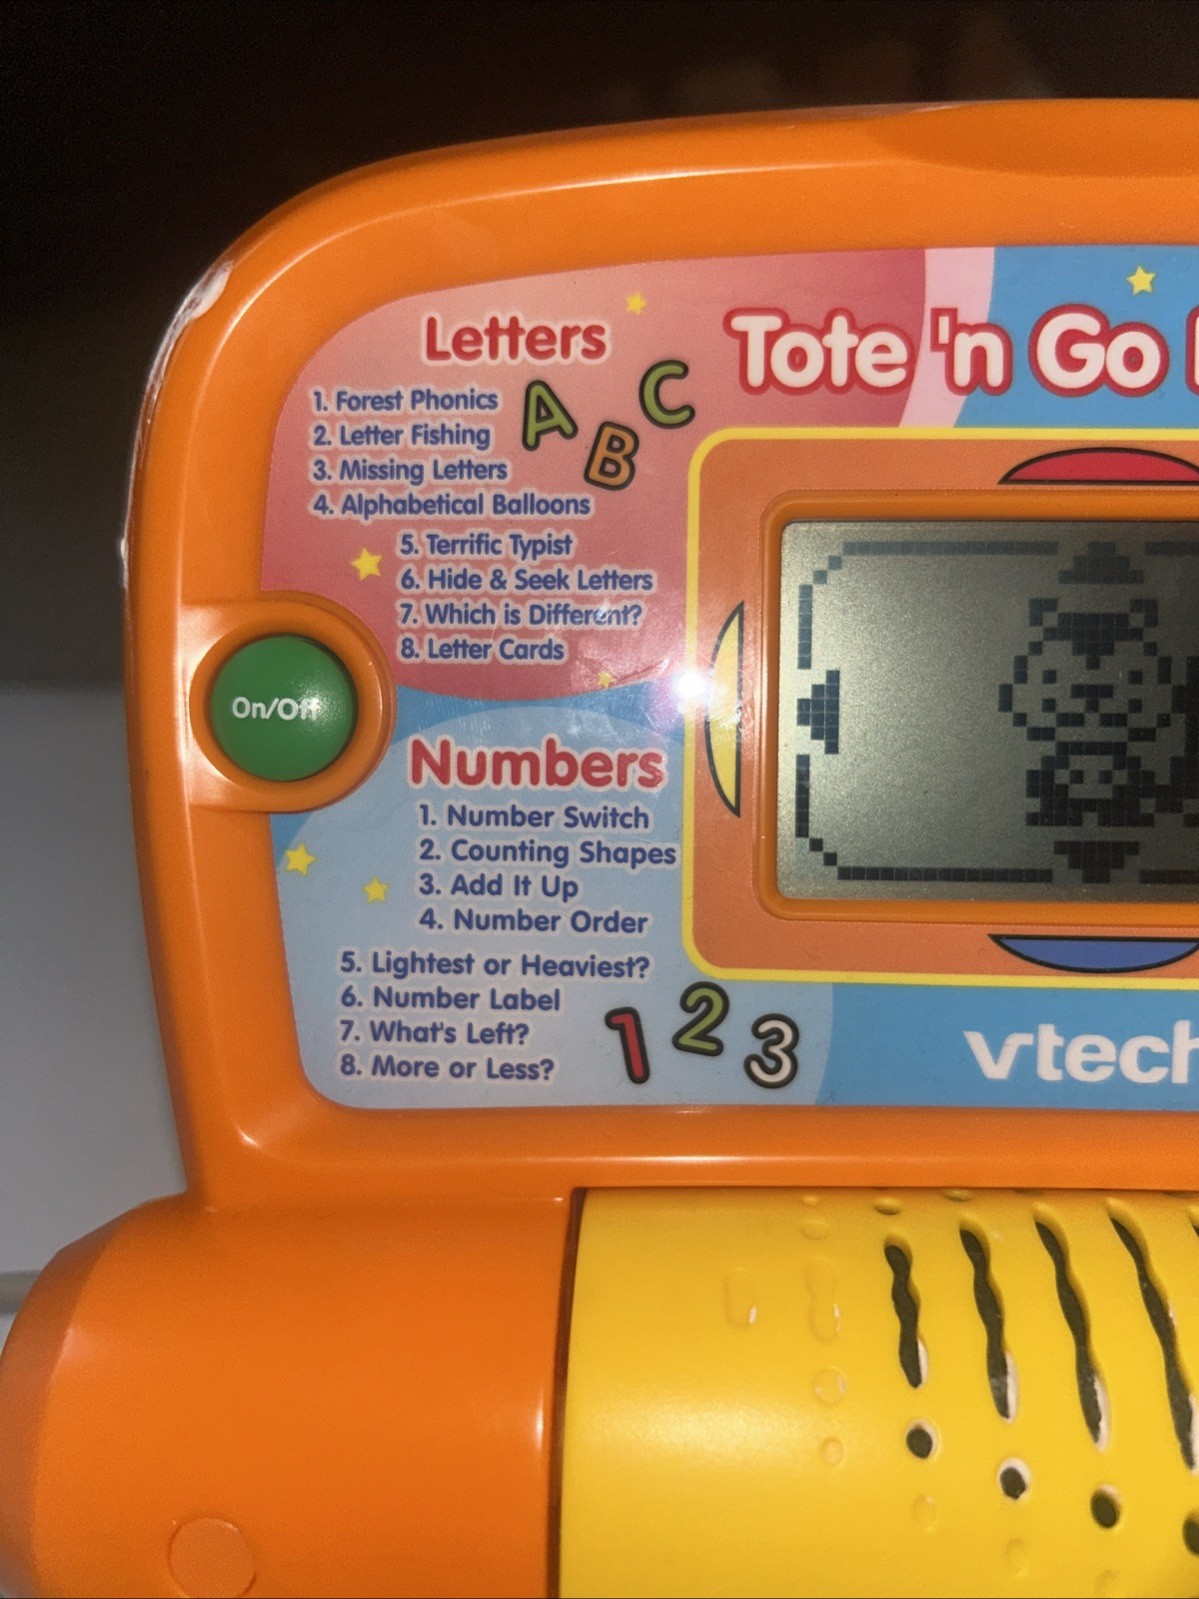 Letters
Tote 'n Go
1. Forest Phonics
2. Letter Fishing
3. Missing Letters
4. Alphabetical Balloons
A B C
5. Terrific Typist
6. Hide & Seek Letters
7. Which is Different?
8. Letter Cards
On/Off
Numbers
1. Number Switch
2. Counting Shapes
3. Add It Up
4. Number Order
5. Lightest or Heaviest?
6. Number Label
7. What's Left?
8. More or Less?
1 2 3
vtech